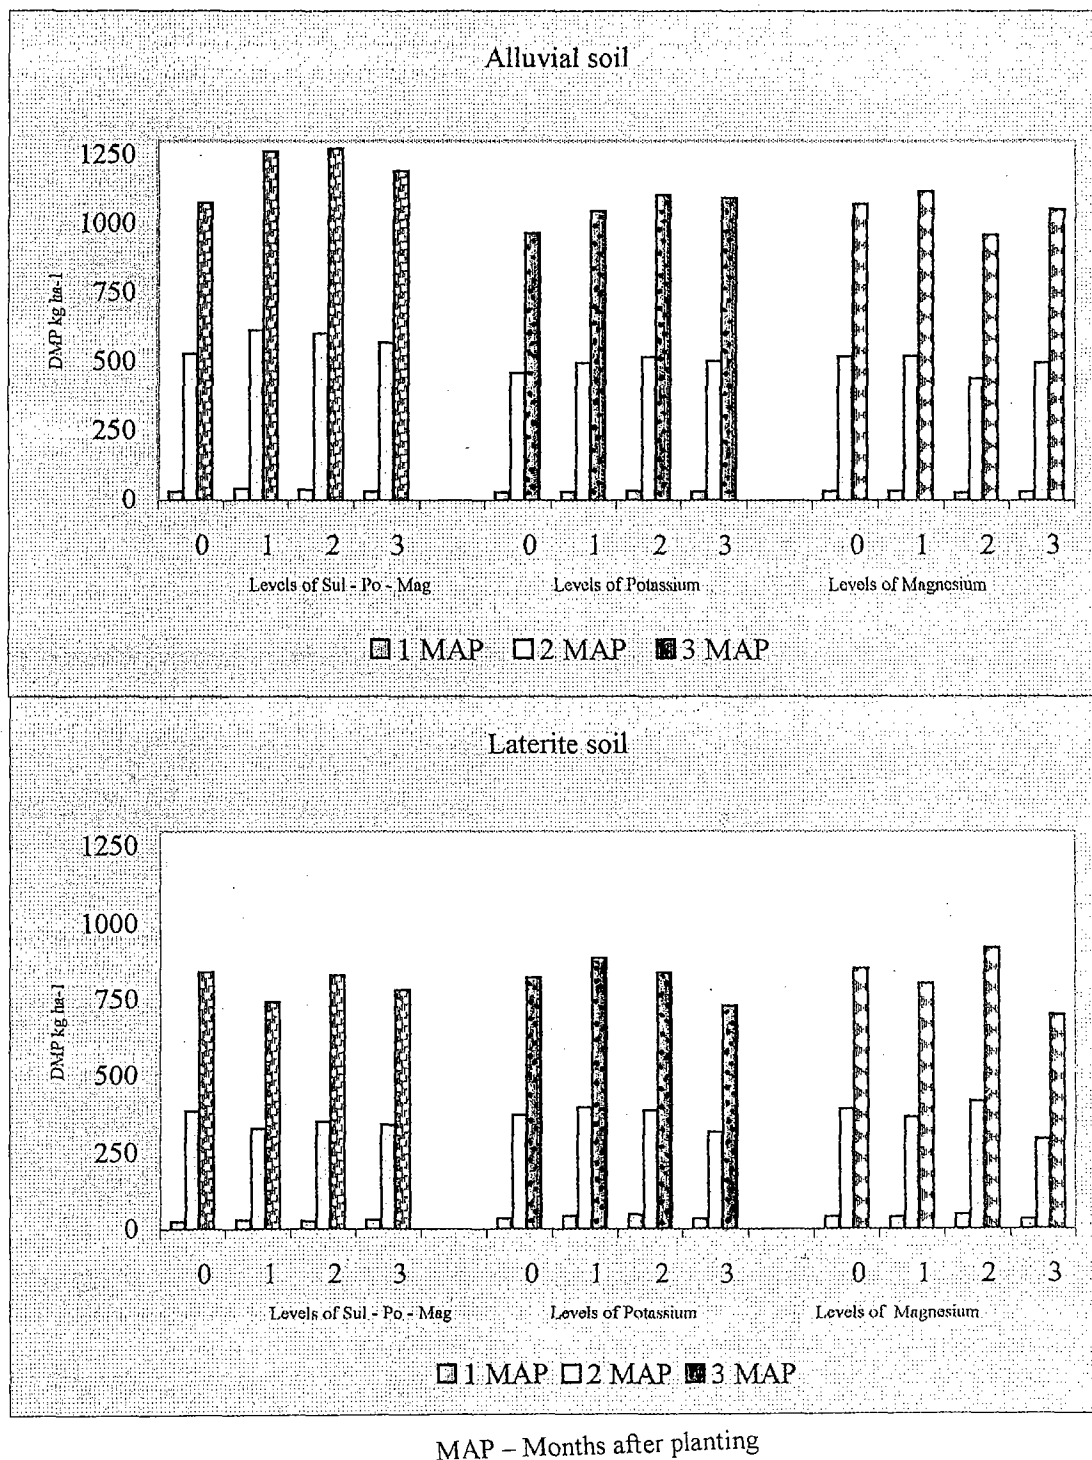 Alluvial soil
1250
1000
750
500
250
0
DMP kg ha-1
0 1 2 3 0 1 2 3 0 1 2 3
Levels of Sul - Po - Mag Levels of Potassium Levels of Magnesium
1 MAP 2 MAP 3 MAP
Laterite soil
1250
1000
750
500
250
0
DMP kg ha-1
0 1 2 3 0 1 2 3 0 1 2 3
Levels of Sul - Po - Mag Levels of Potassium Levels of Magnesium
1 MAP 2 MAP 3 MAP
MAP – Months after planting